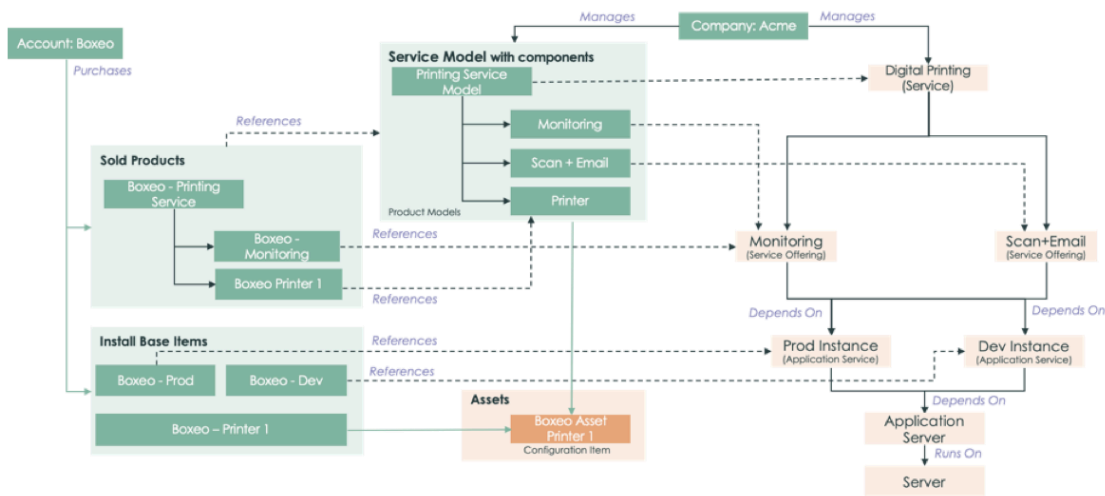 Manages
Manages
Company: Acme
Account: Boxeo
Purchases
Service Model with components
Printing Service
Model
Digital Printing
(Service)
References
Monitoring
Sold Products
Scan + Email
Boxeo - Printing
Service
Printer
Product Models
References
Boxeo -
Monitoring
Monitoring
(Service Offering)
Scan+Email
(Service Offering)
Boxeo Printer 1
References
Depends On
Depends On
Install Base Items
References
Prod Instance
(Application Service)
Dev Instance
(Application Service)
Boxeo - Prod
Boxeo - Dev
References
Assets
Depends On
Boxeo – Printer 1
Boxeo Asset
Printer 1
Configuration Item
Application
Server
Runs On
Server